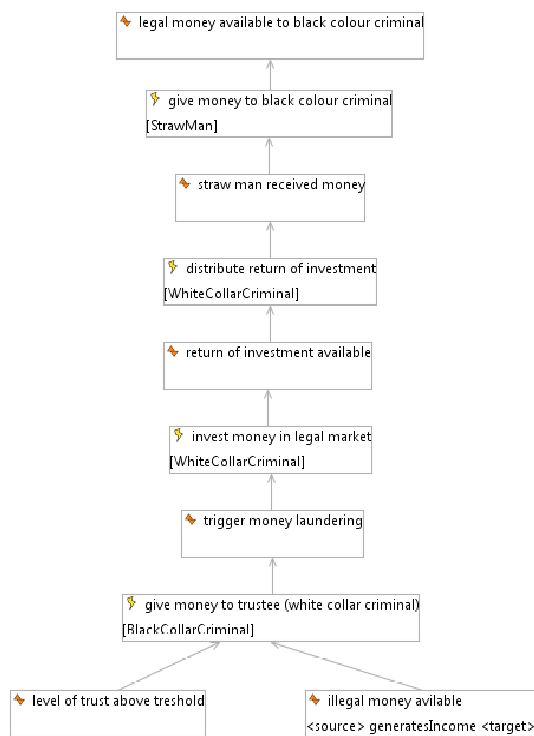 legal money available to black colour criminal
give money to black colour criminal
[StrawMan]
straw man received money
distribute return of investment
[WhiteCollarCriminal]
return of investment available
invest money in legal market
[WhiteCollarCriminal]
trigger money laundering
give money to trustee (white collar criminal)
[BlackCollarCriminal]
level of trust above treshold
illegal money avilable
<source> generatesIncome <target>